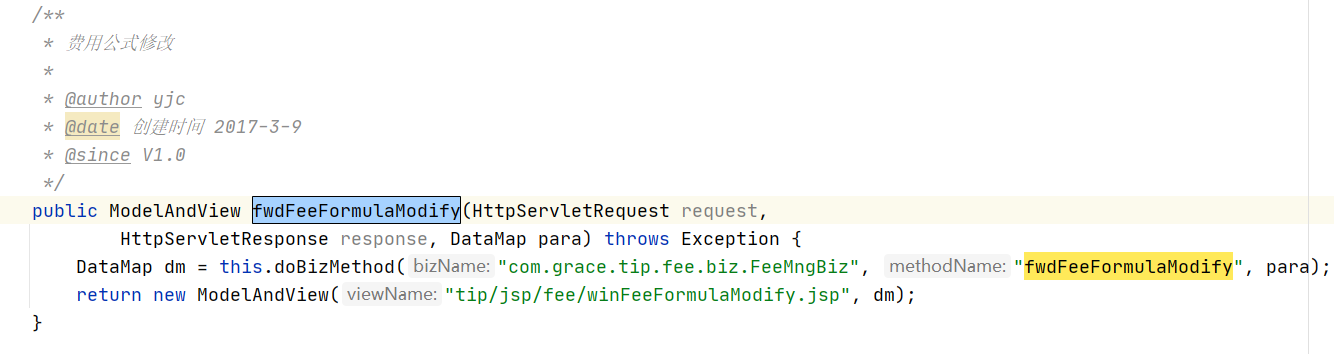 /**
 * 费用公式修改
 *
 * @author yjc
 * @date 创建时间 2017-3-9
 * @since V1.0
 */
public ModelAndView fwdFeeFormulaModify(HttpServletRequest request,
        HttpServletResponse response, DataMap para) throws Exception {
    DataMap dm = this.doBizMethod( bizName: "com.grace.tip.fee.biz.FeeMngBiz", methodName: "fwdFeeFormulaModify", para);
    return new ModelAndView( viewName: "tip/jsp/fee/winFeeFormulaModify.jsp", dm);
}